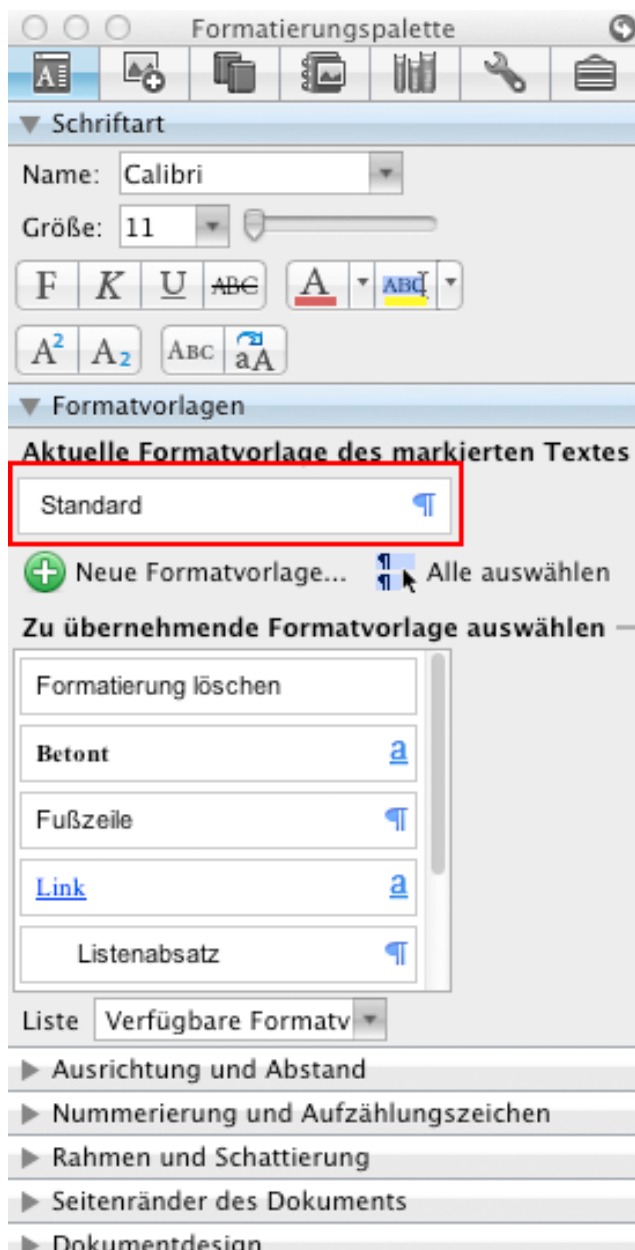 Formatierungspalette
Schriftart
Name: Calibri
Größe: 11
F K U ABC A ABC
A2 A2 ABC aA
Formatvorlagen
Aktuelle Formatvorlage des markierten Textes
Standard ¶
Neue Formatvorlage... Alle auswählen
Zu übernehmende Formatvorlage auswählen
Formatierung löschen
Betont a
Fußzeile ¶
Link a
Listenabsatz ¶
Liste Verfügbare Formatv
Ausrichtung und Abstand
Nummerierung und Aufzählungszeichen
Rahmen und Schattierung
Seitenränder des Dokuments
Dokumentdesign